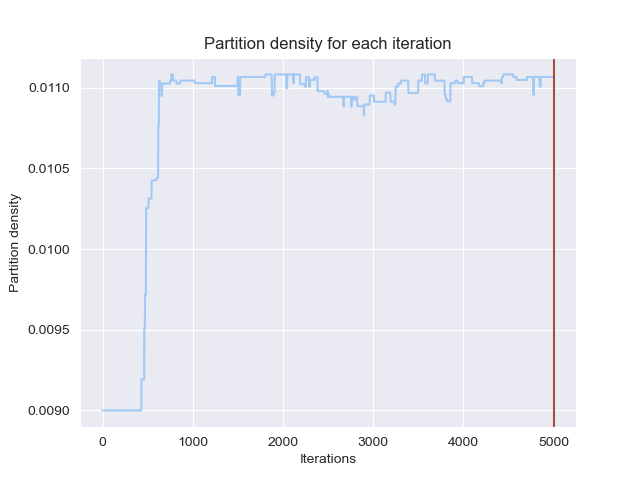 Partition density for each iteration
Partition density
0.0110
0.0105
0.0100
0.0095
0.0090
0 1000 2000 3000 4000 5000
Iterations